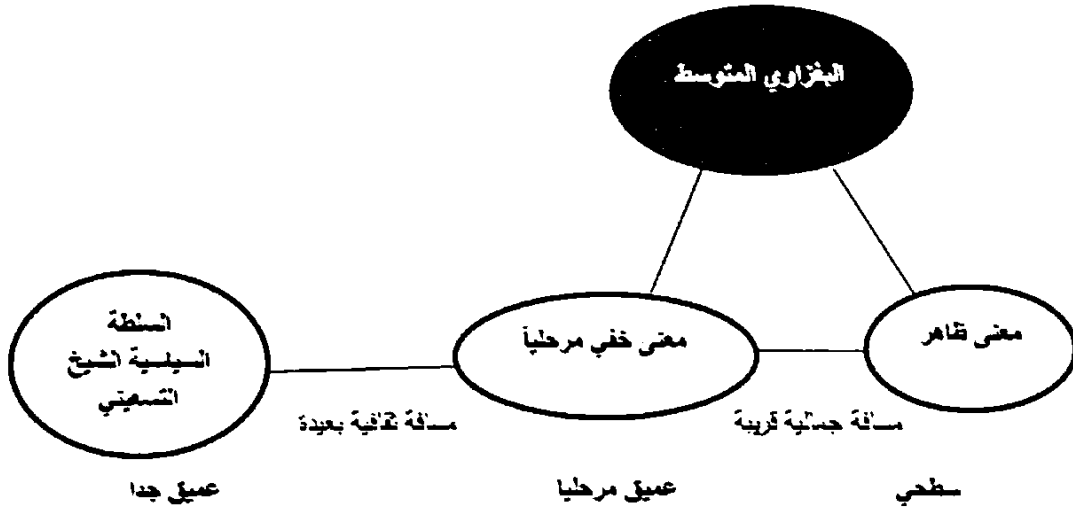 البغزاوي المتوسط
معنى ظاهر
معنى خفي مرحلياً
السلطة
السياسية الشيخ
التسعيني
مسافة جمالية قريبة
مسافة ثقافية بعيدة
سطحي
عميق مرحليا
عميق جدا